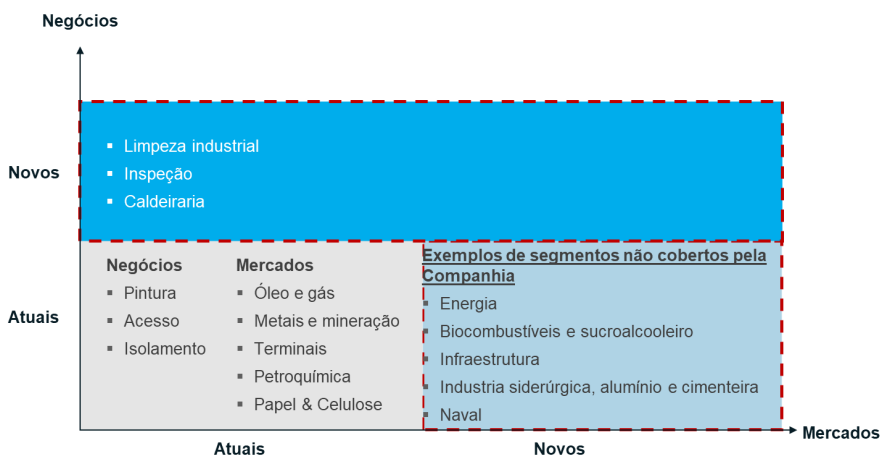 Negócios
Novos
Limpeza industrial
Inspeção
Caldeiraria
Atuais
Negócios
Pintura
Acesso
Isolamento
Mercados
Óleo e gás
Metais e mineração
Terminais
Petroquímica
Papel & Celulose
Exemplos de segmentos não cobertos pela
Companhia
Energia
Biocombustíveis e sucroalcooleiro
Infraestrutura
Industria siderúrgica, alumínio e cimenteira
Naval
Mercados
Atuais
Novos